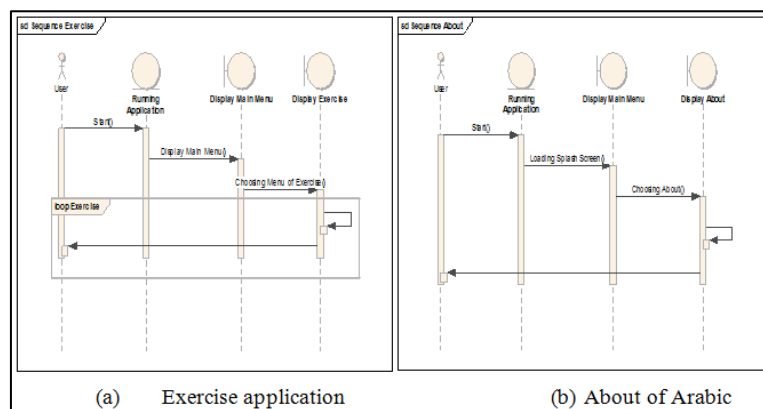 sd Sequence Exercise
User
Running
Application
Display Main Menu
Display Exercise
Start()
Display Main Menu()
Choosing Menu of Exercise()
loop Exercise
sd Sequence About
User
Running
Application
Display Main Menu
Display About
Start()
Loading Splash Screen()
Choosing About()
(a) Exercise application
(b) About of Arabic